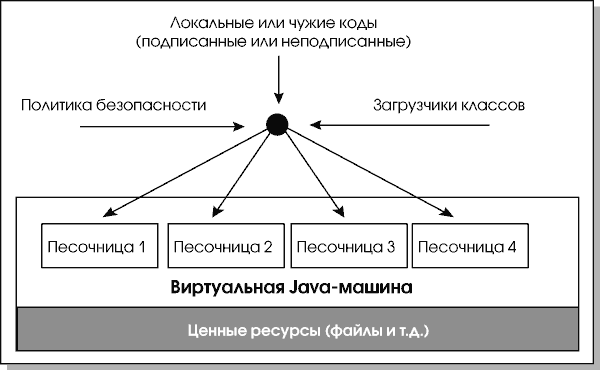 Локальные или чужие коды
(подписанные или неподписанные)
Политика безопасности
Загрузчики классов
Песочница 1
Песочница 2
Песочница 3
Песочница 4
Виртуальная Java-машина
Ценные ресурсы (файлы и т.д.)